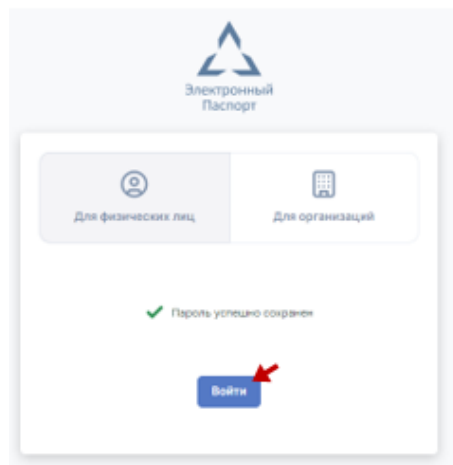 Электронный
Паспорт
Для физических лиц
Для организаций
Пароль успешно сохранен
Войти